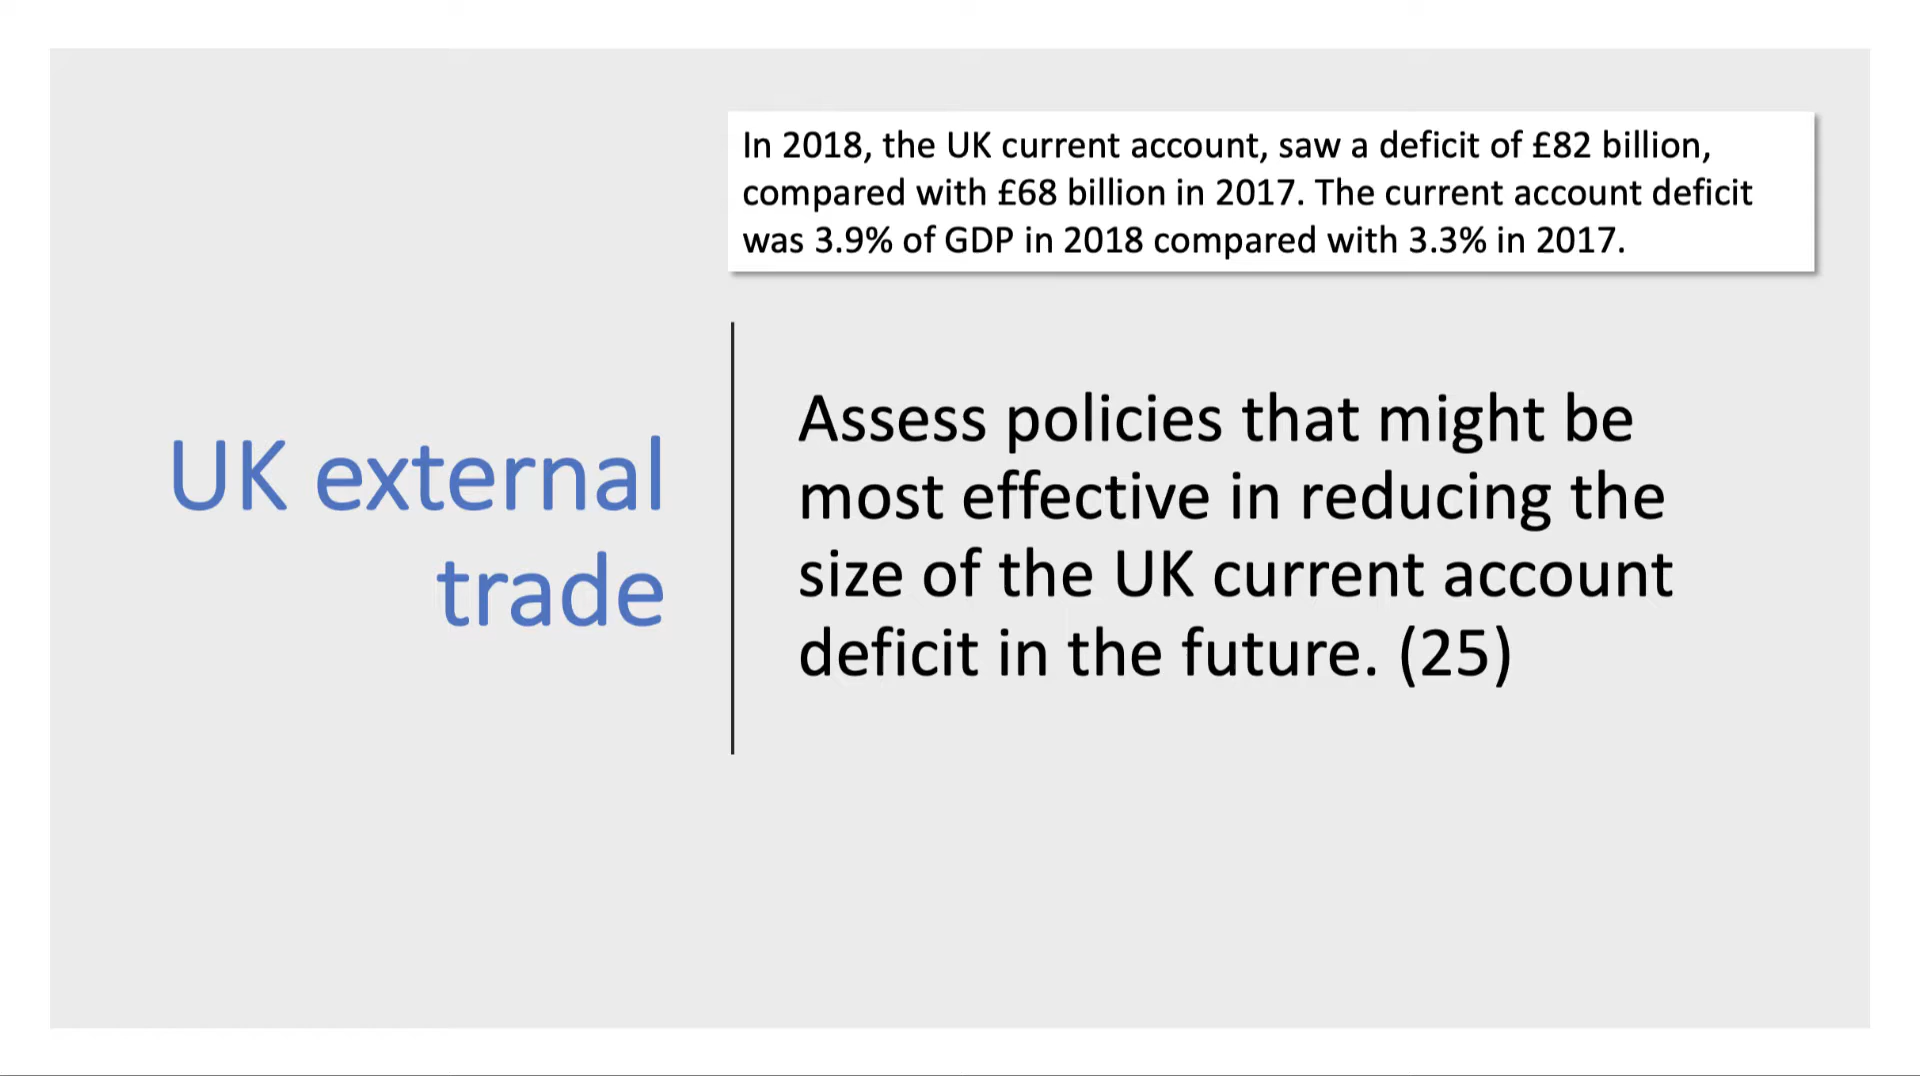 In 2018, the UK current account, saw a deficit of £82 billion,
compared with £68 billion in 2017. The current account deficit
was 3.9% of GDP in 2018 compared with 3.3% in 2017.
UK external
trade
Assess policies that might be
most effective in reducing the
size of the UK current account
deficit in the future. (25)